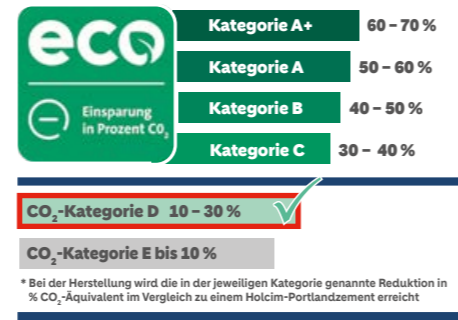 eco
Einsparung
in Prozent CO₂
Kategorie A+ 60 – 70 %
Kategorie A 50 – 60 %
Kategorie B 40 – 50 %
Kategorie C 30 – 40 %
CO₂-Kategorie D 10 – 30 %
CO₂-Kategorie E bis 10 %
* Bei der Herstellung wird die in der jeweiligen Kategorie genannte Reduktion in
% CO₂-Äquivalent im Vergleich zu einem Holcim-Portlandzement erreicht